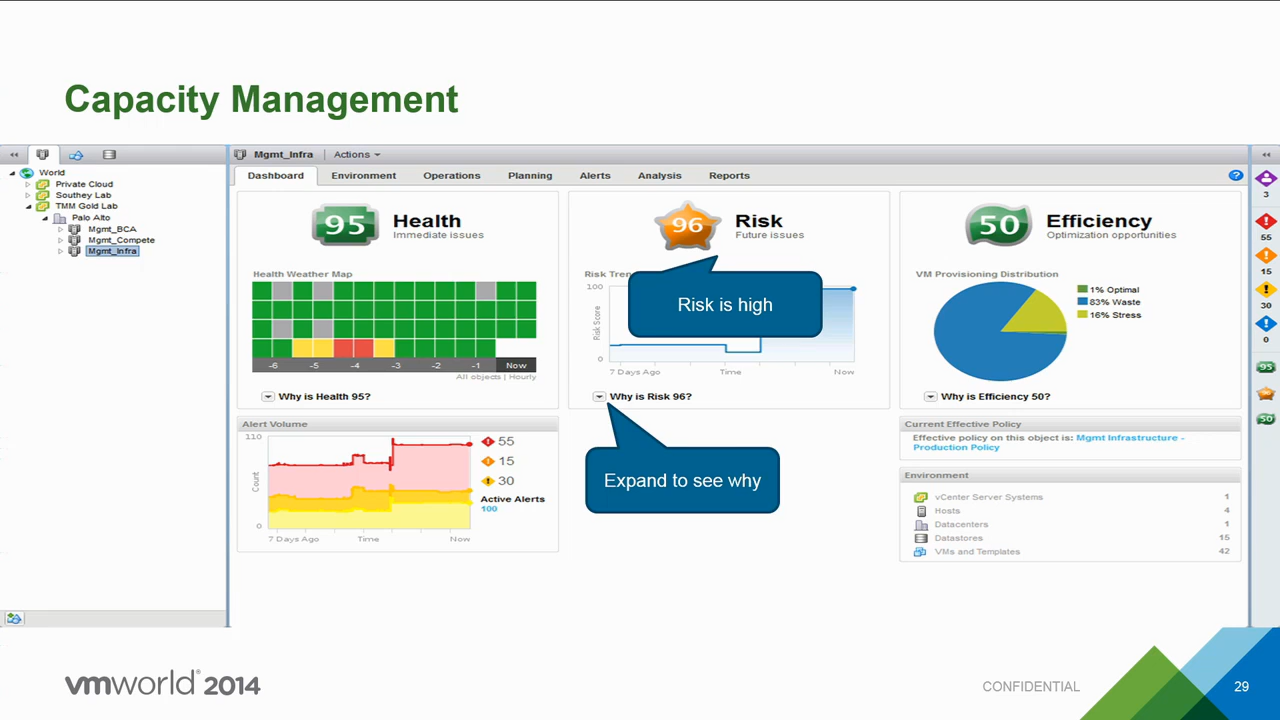 Capacity Management
World
Private Cloud
Southey Lab
TMM Gold Lab
Palo Alto
Mgmt_BCA
Mgmt_Compete
Mgmt_Infra
Mgmt_Infra Actions
Dashboard Environment Operations Planning Alerts Analysis Reports
95 Health
Immediate issues
Health Weather Map
-6 -5 -4 -3 -2 -1 Now
All objects | Hourly
Why is Health 95?
96 Risk
Future issues
Risk is high
Risk Tren
100
Risk Score
0
7 Days Ago Time Now
Why is Risk 96?
Expand to see why
50 Efficiency
Optimization opportunities
VM Provisioning Distribution
1% Optimal
83% Waste
16% Stress
Why is Efficiency 50?
Alert Volume
110
Count
0
7 Days Ago Time Now
55
15
30
Active Alerts
100
Current Effective Policy
Effective policy on this object is: Mgmt Infrastructure -
Production Policy
Environment
vCenter Server Systems 1
Hosts 4
Datacenters 1
Datastores 15
VMs and Templates 42
?
3
55
15
30
0
95
50
vmworld® 2014
CONFIDENTIAL
29